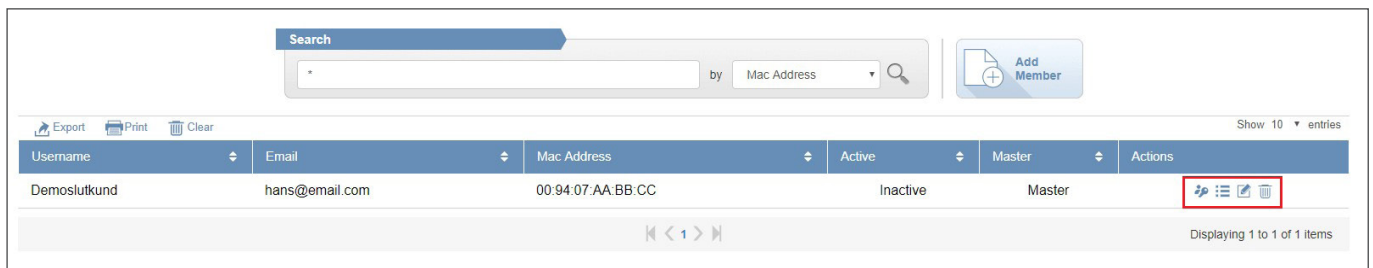 Search
* by Mac Address
Add
Member
Export Print Clear
Show 10 entries
Username Email Mac Address Active Master Actions
Demoslutkund hans@email.com 00:94:07:AA:BB:CC Inactive Master
1
Displaying 1 to 1 of 1 items